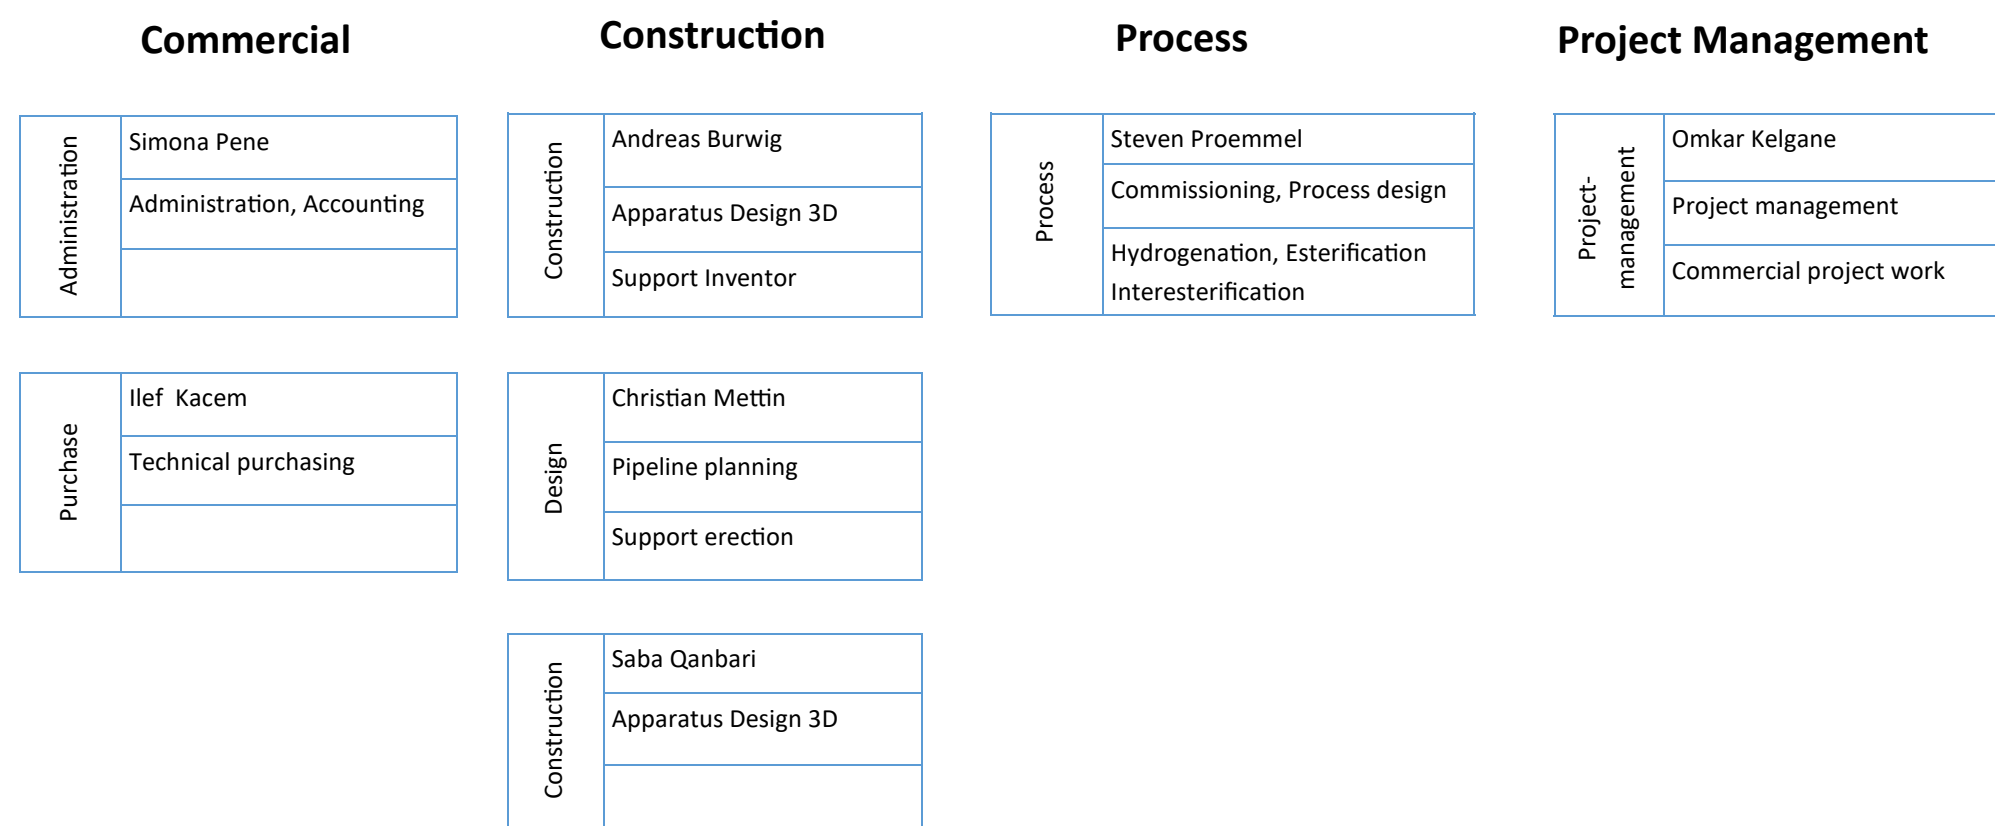 Commercial
Construction
Process
Project Management
Administration
Simona Pene
Administration, Accounting
Construction
Andreas Burwig
Apparatus Design 3D
Support Inventor
Process
Steven Proemmel
Commissioning, Process design
Hydrogenation, Esterification
Interesterification
Project-
management
Omkar Kelgane
Project management
Commercial project work
Purchase
Ilef  Kacem
Technical purchasing
Design
Christian Mettin
Pipeline planning
Support erection
Construction
Saba Qanbari
Apparatus Design 3D